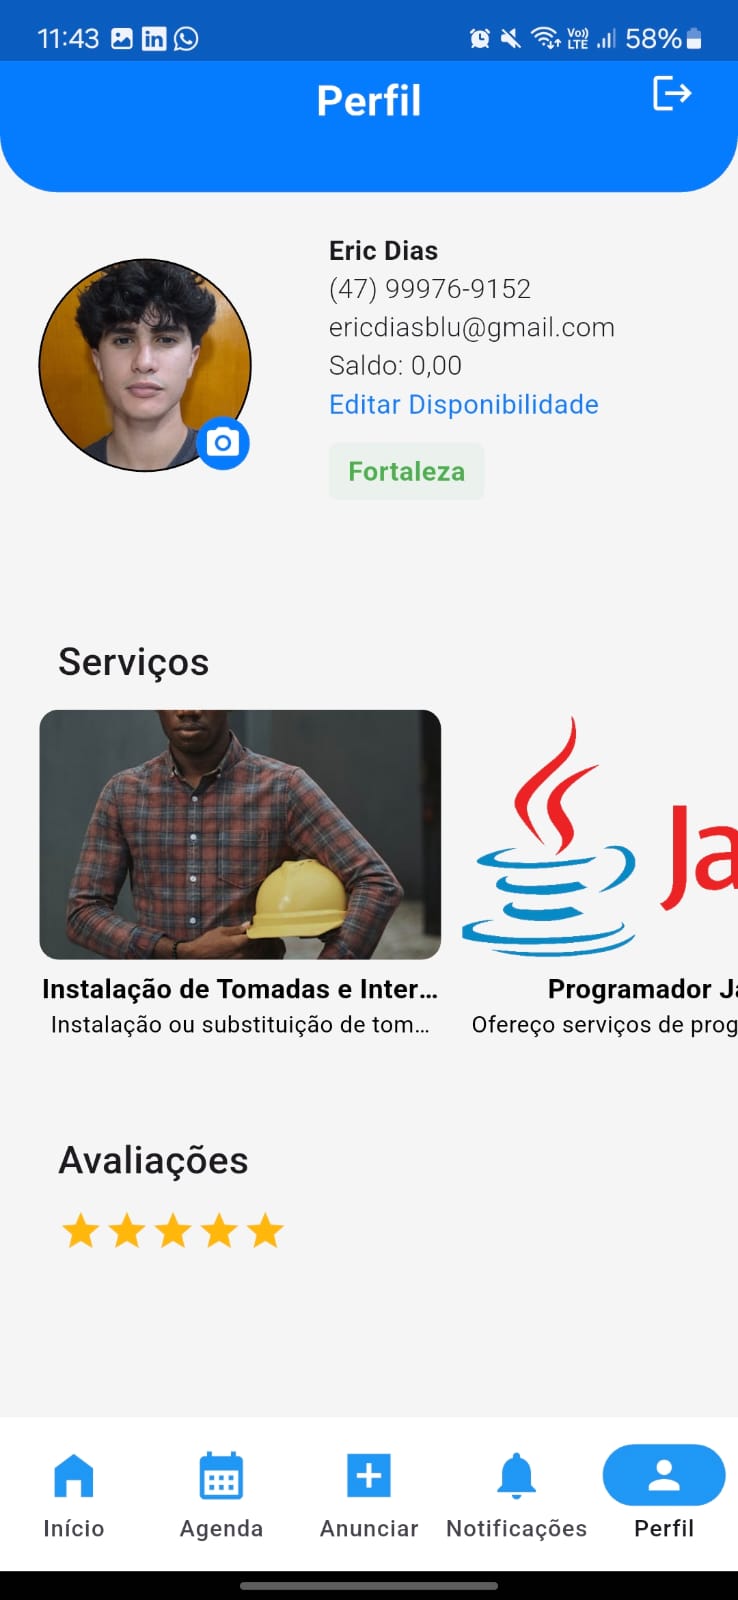 11:43
Vo))
LTE
58%
Perfil
Eric Dias
(47) 99976-9152
ericdiasblu@gmail.com
Saldo: 0,00
Editar Disponibilidade
Fortaleza
Serviços
Ja
Instalação de Tomadas e Inter...
Programador Ja
Instalação ou substituição de tom...
Ofereço serviços de prog
Avaliações
Início
Agenda
Anunciar
Notificações
Perfil